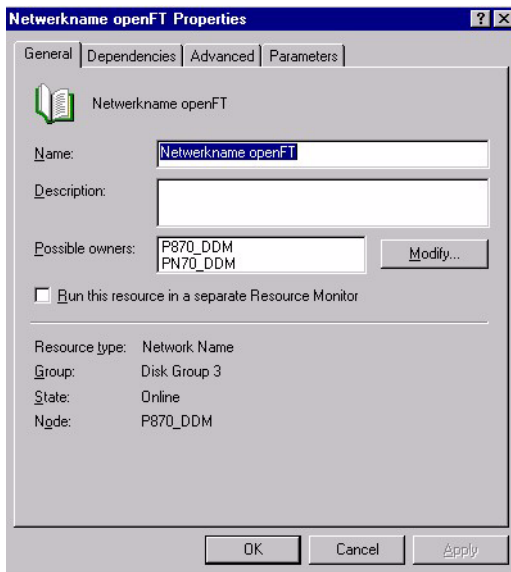 Netwerkname openFT Properties
General Dependencies Advanced Parameters
Netwerkname openFT
Name: Netwerkname openFT
Description:
Possible owners: P870_DDM
PN70_DDM
Modify...
Run this resource in a separate Resource Monitor
Resource type: Network Name
Group: Disk Group 3
State: Online
Node: P870_DDM
OK Cancel Apply